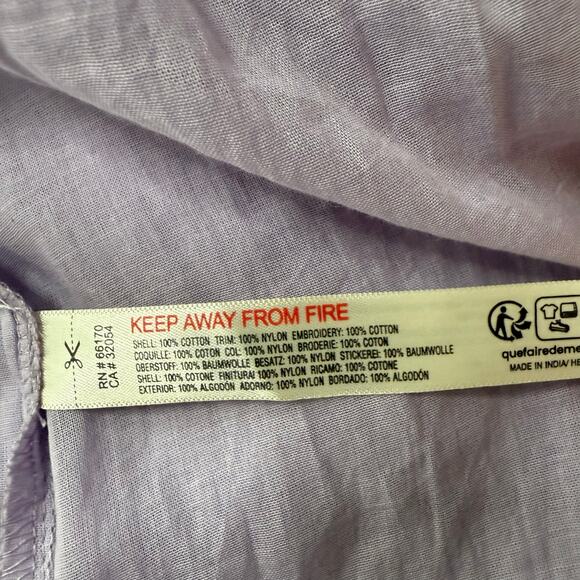 RN # 66170
CA # 32054
KEEP AWAY FROM FIRE
SHELL: 100% COTTON TRIM: 100% NYLON EMBROIDERY: 100% COTTON
COQUILLE: 100% COTON COL: 100% NYLON BRODERIE: 100% COTON
OBERSTOFF: 100% BAUMWOLLE BESATZ: 100% NYLON STICKEREI: 100% BAUMWOLLE
SHELL: 100% COTONE FINITURA! 100% NYLON RICAMO: 100% COTONE
EXTERIOR: 100% ALGODÓN ADORNO: 100% NYLON BORDADO: 100% ALGODÓN
quefairedeme
MADE IN INDIA/ HE